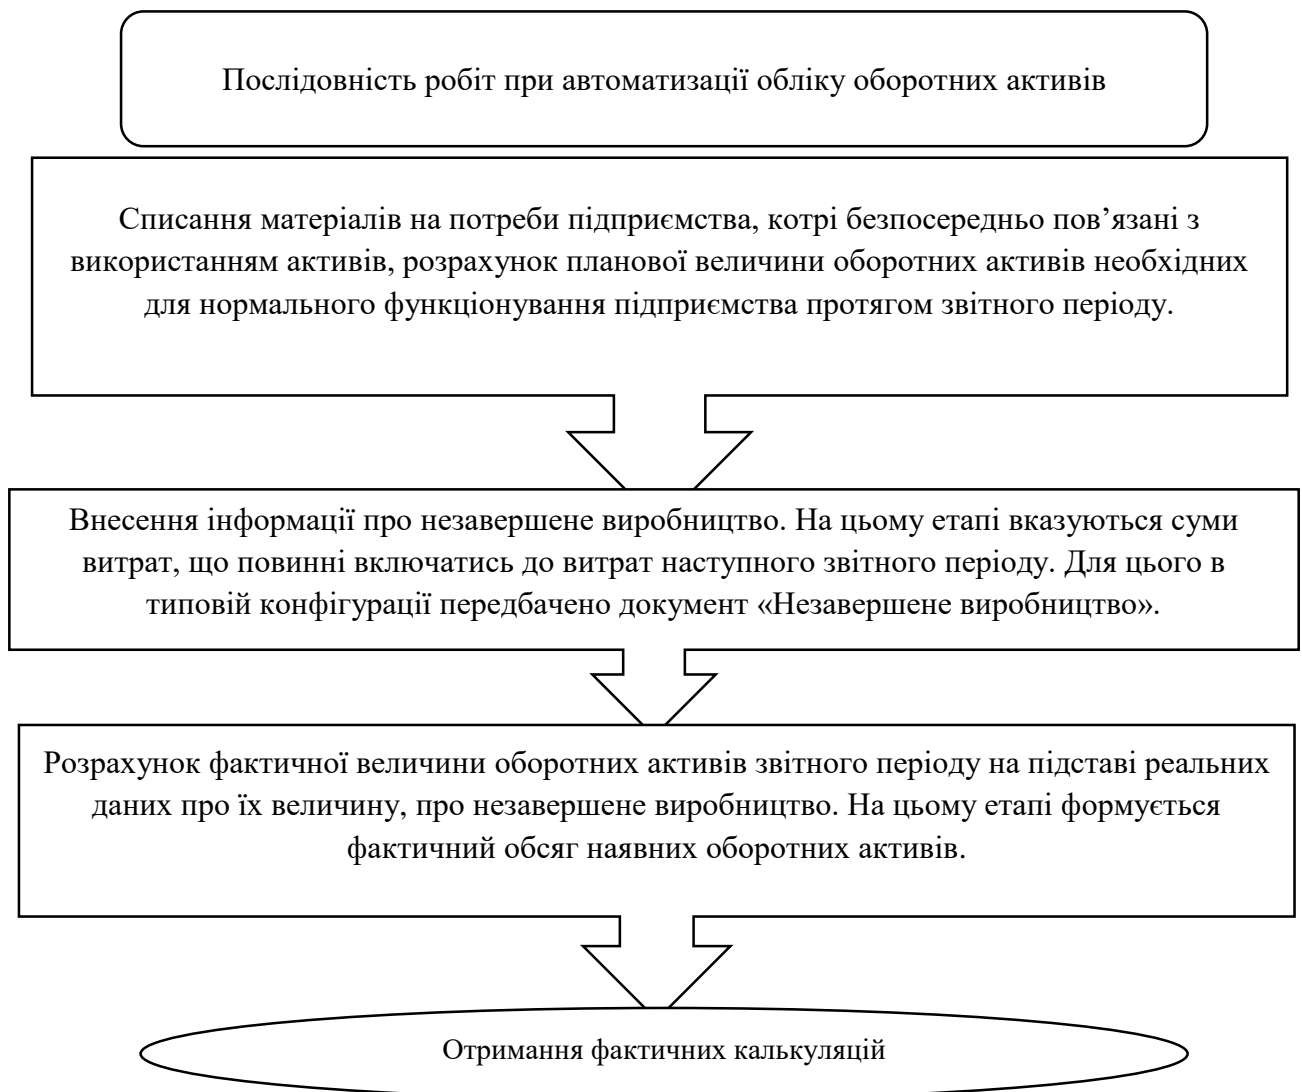 Послідовність робіт при автоматизації обліку оборотних активів
Списання матеріалів на потреби підприємства, котрі безпосередньо пов’язані з
використанням активів, розрахунок планової величини оборотних активів необхідних
для нормального функціонування підприємства протягом звітного періоду.
Внесення інформації про незавершене виробництво. На цьому етапі вказуються суми
витрат, що повинні включатись до витрат наступного звітного періоду. Для цього в
типовій конфігурації передбачено документ «Незавершене виробництво».
Розрахунок фактичної величини оборотних активів звітного періоду на підставі реальних
даних про їх величину, про незавершене виробництво. На цьому етапі формується
фактичний обсяг наявних оборотних активів.
Отримання фактичних калькуляцій